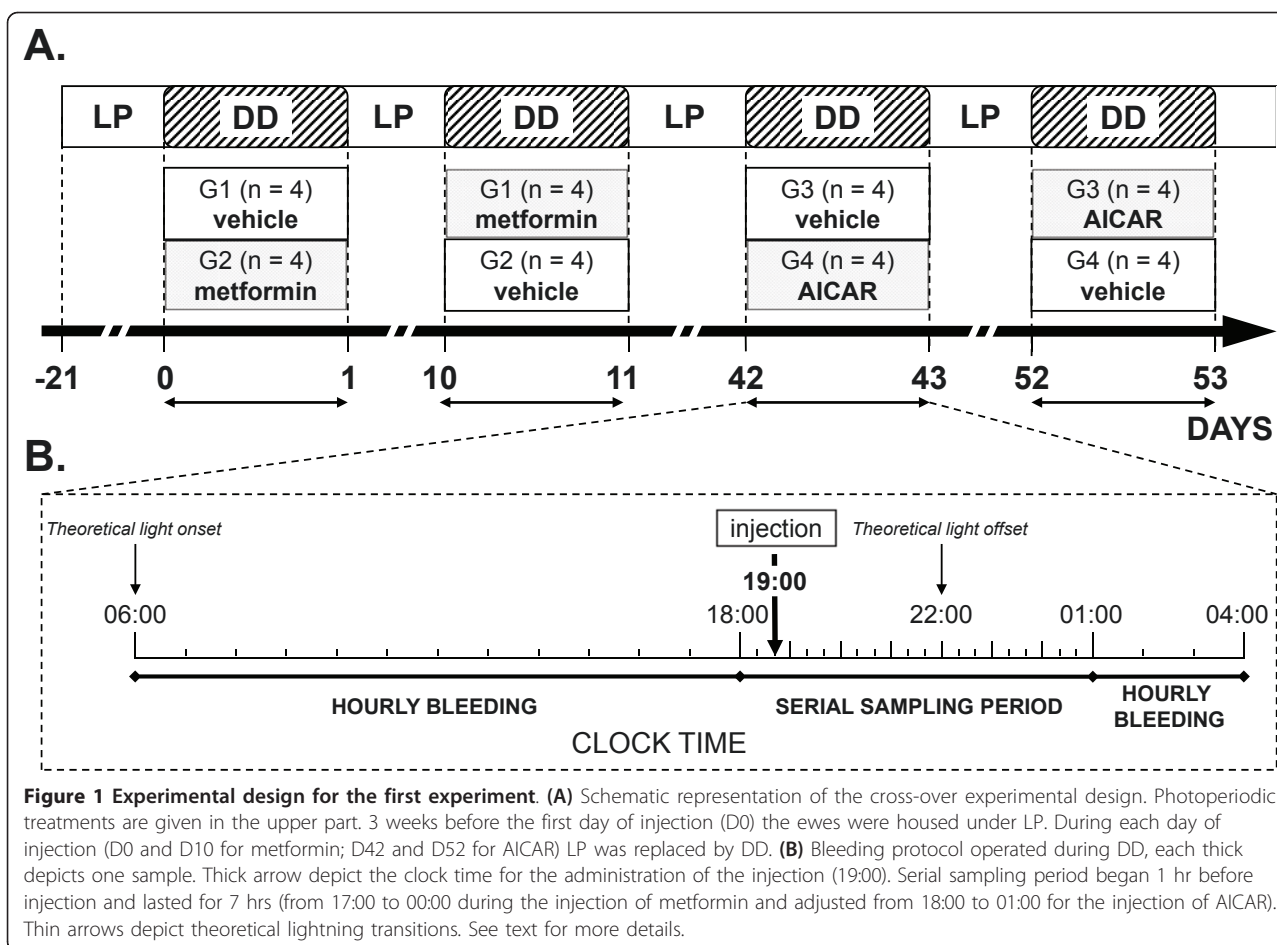 A.
LP DD LP DD LP DD LP DD
G1 (n = 4) G1 (n = 4) G3 (n = 4) G3 (n = 4)
vehicle metformin vehicle AICAR
G2 (n = 4) G2 (n = 4) G4 (n = 4) G4 (n = 4)
metformin vehicle AICAR vehicle
-21 0 1 10 11 42 43 52 53
DAYS
B.
Theoretical light onset injection Theoretical light offset
19:00
06:00 18:00 22:00 01:00 04:00
HOURLY BLEEDING SERIAL SAMPLING PERIOD HOURLY
BLEEDING
CLOCK TIME
Figure 1 Experimental design for the first experiment. (A) Schematic representation of the cross-over experimental design. Photoperiodic
treatments are given in the upper part. 3 weeks before the first day of injection (D0) the ewes were housed under LP. During each day of
injection (D0 and D10 for metformin; D42 and D52 for AICAR) LP was replaced by DD. (B) Bleeding protocol operated during DD, each thick
depicts one sample. Thick arrow depict the clock time for the administration of the injection (19:00). Serial sampling period began 1 hr before
injection and lasted for 7 hrs (from 17:00 to 00:00 during the injection of metformin and adjusted from 18:00 to 01:00 for the injection of AICAR).
Thin arrows depict theoretical lightning transitions. See text for more details.